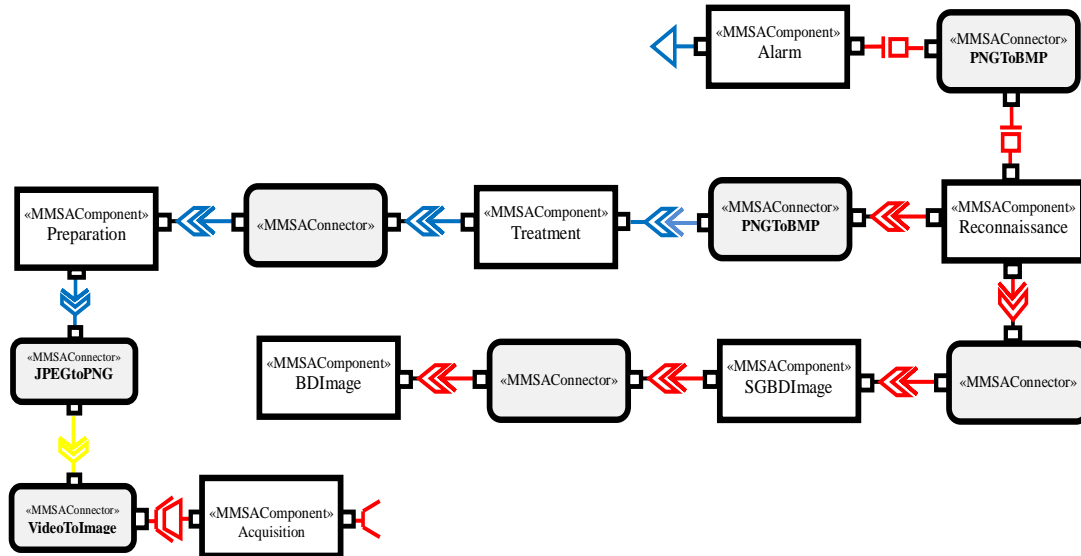 «MMSAComponent»
Alarm
«MMSAConnector»
PNGToBMP
«MMSAComponent»
Preparation
«MMSAConnector»
«MMSAComponent»
Treatment
«MMSAConnector»
PNGToBMP
«MMSAComponent»
Reconnaissance
«MMSAConnector»
JPEGtoPNG
«MMSAComponent»
BDImage
«MMSAConnector»
«MMSAComponent»
SGBDImage
«MMSAConnector»
«MMSAConnector»
VideoToImage
«MMSAComponent»
Acquisition